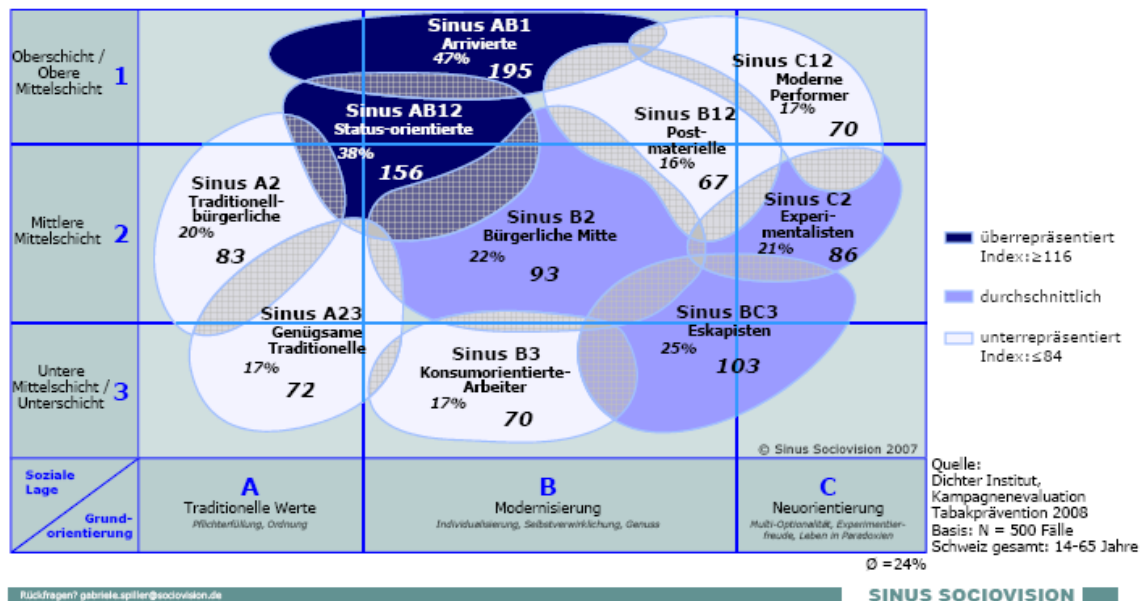 Oberschicht /
Obere
Mittelschicht
1
Mittlere
Mittelschicht
2
Untere
Mittelschicht /
Unterschicht
3
Sinus AB1
Arrivierte
47%
195
Sinus AB12
Status-orientierte
38%
156
Sinus C12
Moderne
Performer
17%
70
Sinus B12
Post-
materielle
16%
67
Sinus A2
Traditionell-
bürgerliche
20%
83
Sinus B2
Bürgerliche Mitte
22%
93
Sinus C2
Experi-
mentalisten
21%
86
Sinus A23
Genügsame
Traditionelle
17%
72
Sinus B3
Konsumorientierte-
Arbeiter
17%
70
Sinus BC3
Eskapisten
25%
103
© Sinus Sociovision 2007
überrepräsentiert
Index:≥116
durchschnittlich
unterrepräsentiert
Index:≤84
Soziale
Lage
Grund-
orientierung
A
Traditionelle Werte
Pflichterfüllung, Ordnung
B
Modernisierung
Individualisierung, Selbstverwirklichung, Genuss
C
Neuorientierung
Multi-Optionalität, Experimentier-
freude, Leben in Paradoxien
Quelle:
Dichter Institut,
Kampagnenevaluation
Tabakprävention 2008
Basis: N = 500 Fälle
Schweiz gesamt: 14-65 Jahre
Ø =24%
Rückfragen? gabriele.spiller@sociovision.de
SINUS SOCIOVISION